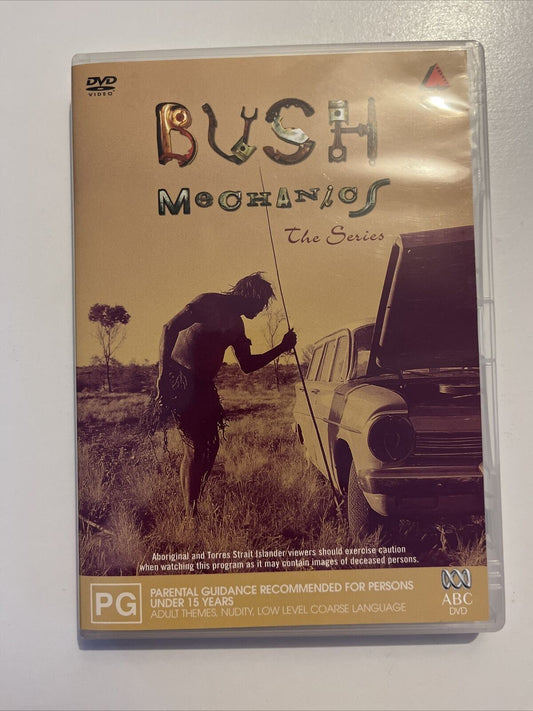 DVD
VIDEO
BUSH
MECHANICS
The Series
Aboriginal and Torres Strait Islander viewers should exercise caution
when watching this program as it may contain images of deceased persons.
PG
PARENTAL GUIDANCE RECOMMENDED FOR PERSONS
UNDER 15 YEARS
ADULT THEMES, NUDITY, LOW LEVEL COARSE LANGUAGE
ABC
DVD